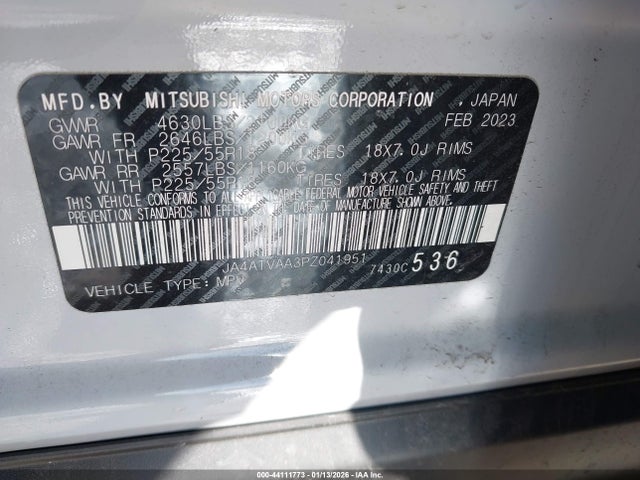 MFD.BY MITSUBISHI MOTORS CORPORATION , JAPAN
GVWR 4630LBS FEB 2023
GAWR FR 2646LBS
WITH P225/55R18 TIRES 18X7.0J RIMS
GAWR RR 2557LBS 1160KG
WITH P225/55R TIRES 18X7.0J RIMS
THIS VEHICLE CONFORMS TO ALL APPLICABLE FEDERAL MOTOR VEHICLE SAFETY AND THEFT
PREVENTION STANDARDS IN EFFECT MANUFACTURE SHOWN ABOVE.
JA4ATVAA3PZ041951 7430C 536
VEHICLE TYPE: MPV
000-44111773 - 01/13/2026 - IAA Inc.